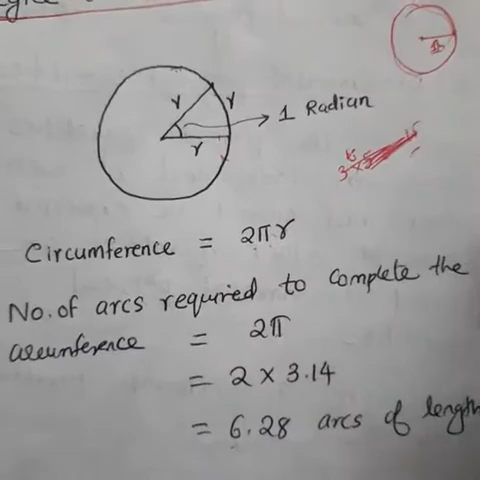 r
r
r
1 Radian
Circumference = 2πr
No. of arcs required to complete the
= 2π
= 2 × 3.14
= 6.28 arcs of length